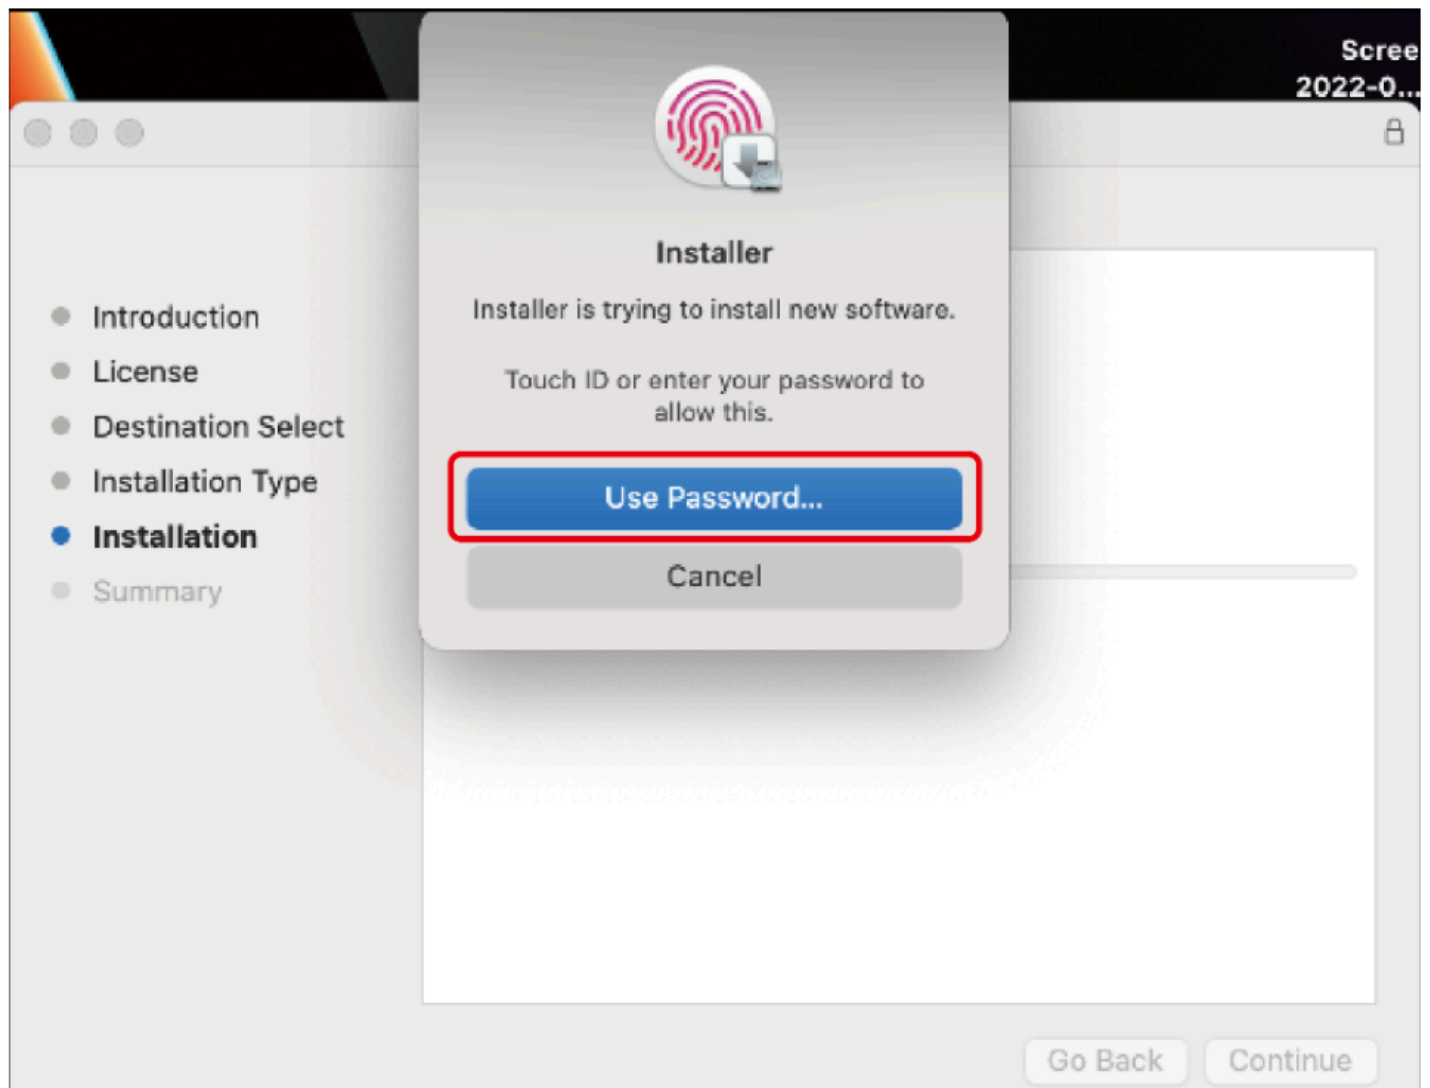 Scree
2022-0...
Installer
Installer is trying to install new software.
Touch ID or enter your password to
allow this.
Use Password...
Cancel
Introduction
License
Destination Select
Installation Type
Installation
Summary
Go Back
Continue